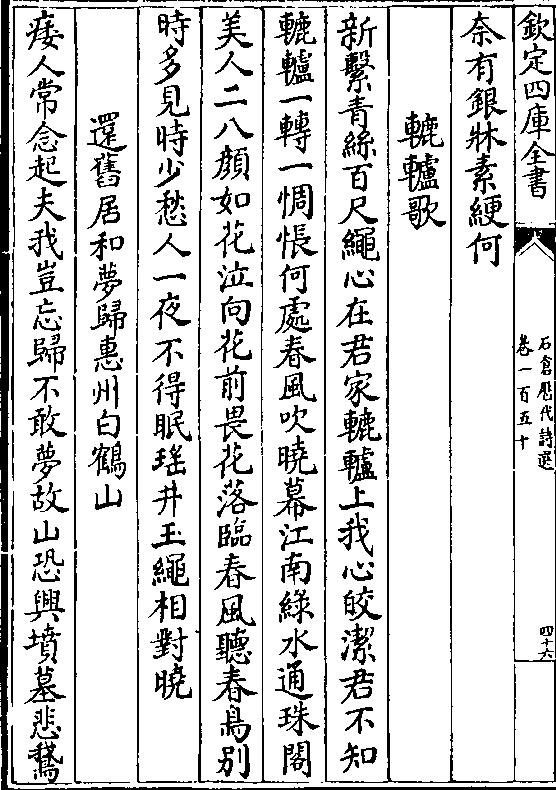 欽定四庫全書
石倉歷代詩選
卷一百五十
四十六
奈有銀牀素綆何
轆轤歌
新繫青絲百尺繩心在君家轆轤上我心皎潔君不知
轆轤一轉一惆悵何處春風吹曉幕江南綠水通珠閣
美人二八顔如花泣向花前畏花落臨春風聽春鳥别
時多見時少愁人一夜不得眠瑤井玉繩相對曉
還舊居和夢歸惠州白鶴山
痿人常念起夫我豈忘歸不敢夢故山恐興墳墓悲鵞